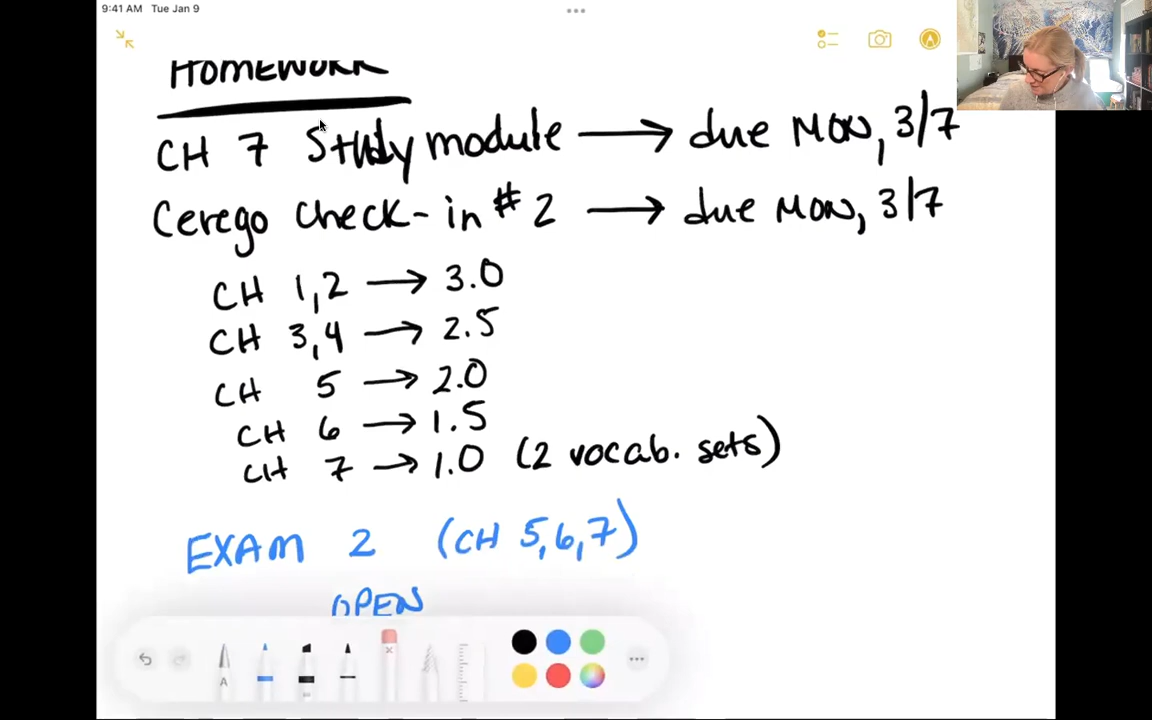 9:41 AM Tue Jan 9
HOMEWORK
CH 7 Study module → due MON, 3/7
Cerego check-in # 2 → due MON, 3/7
CH 1,2 → 3.0
CH 3,4 → 2.5
CH 5 → 2.0
CH 6 → 1.5
CH 7 → 1.0 (2 vocab. sets)
EXAM 2 (CH 5,6,7)
OPEN
A